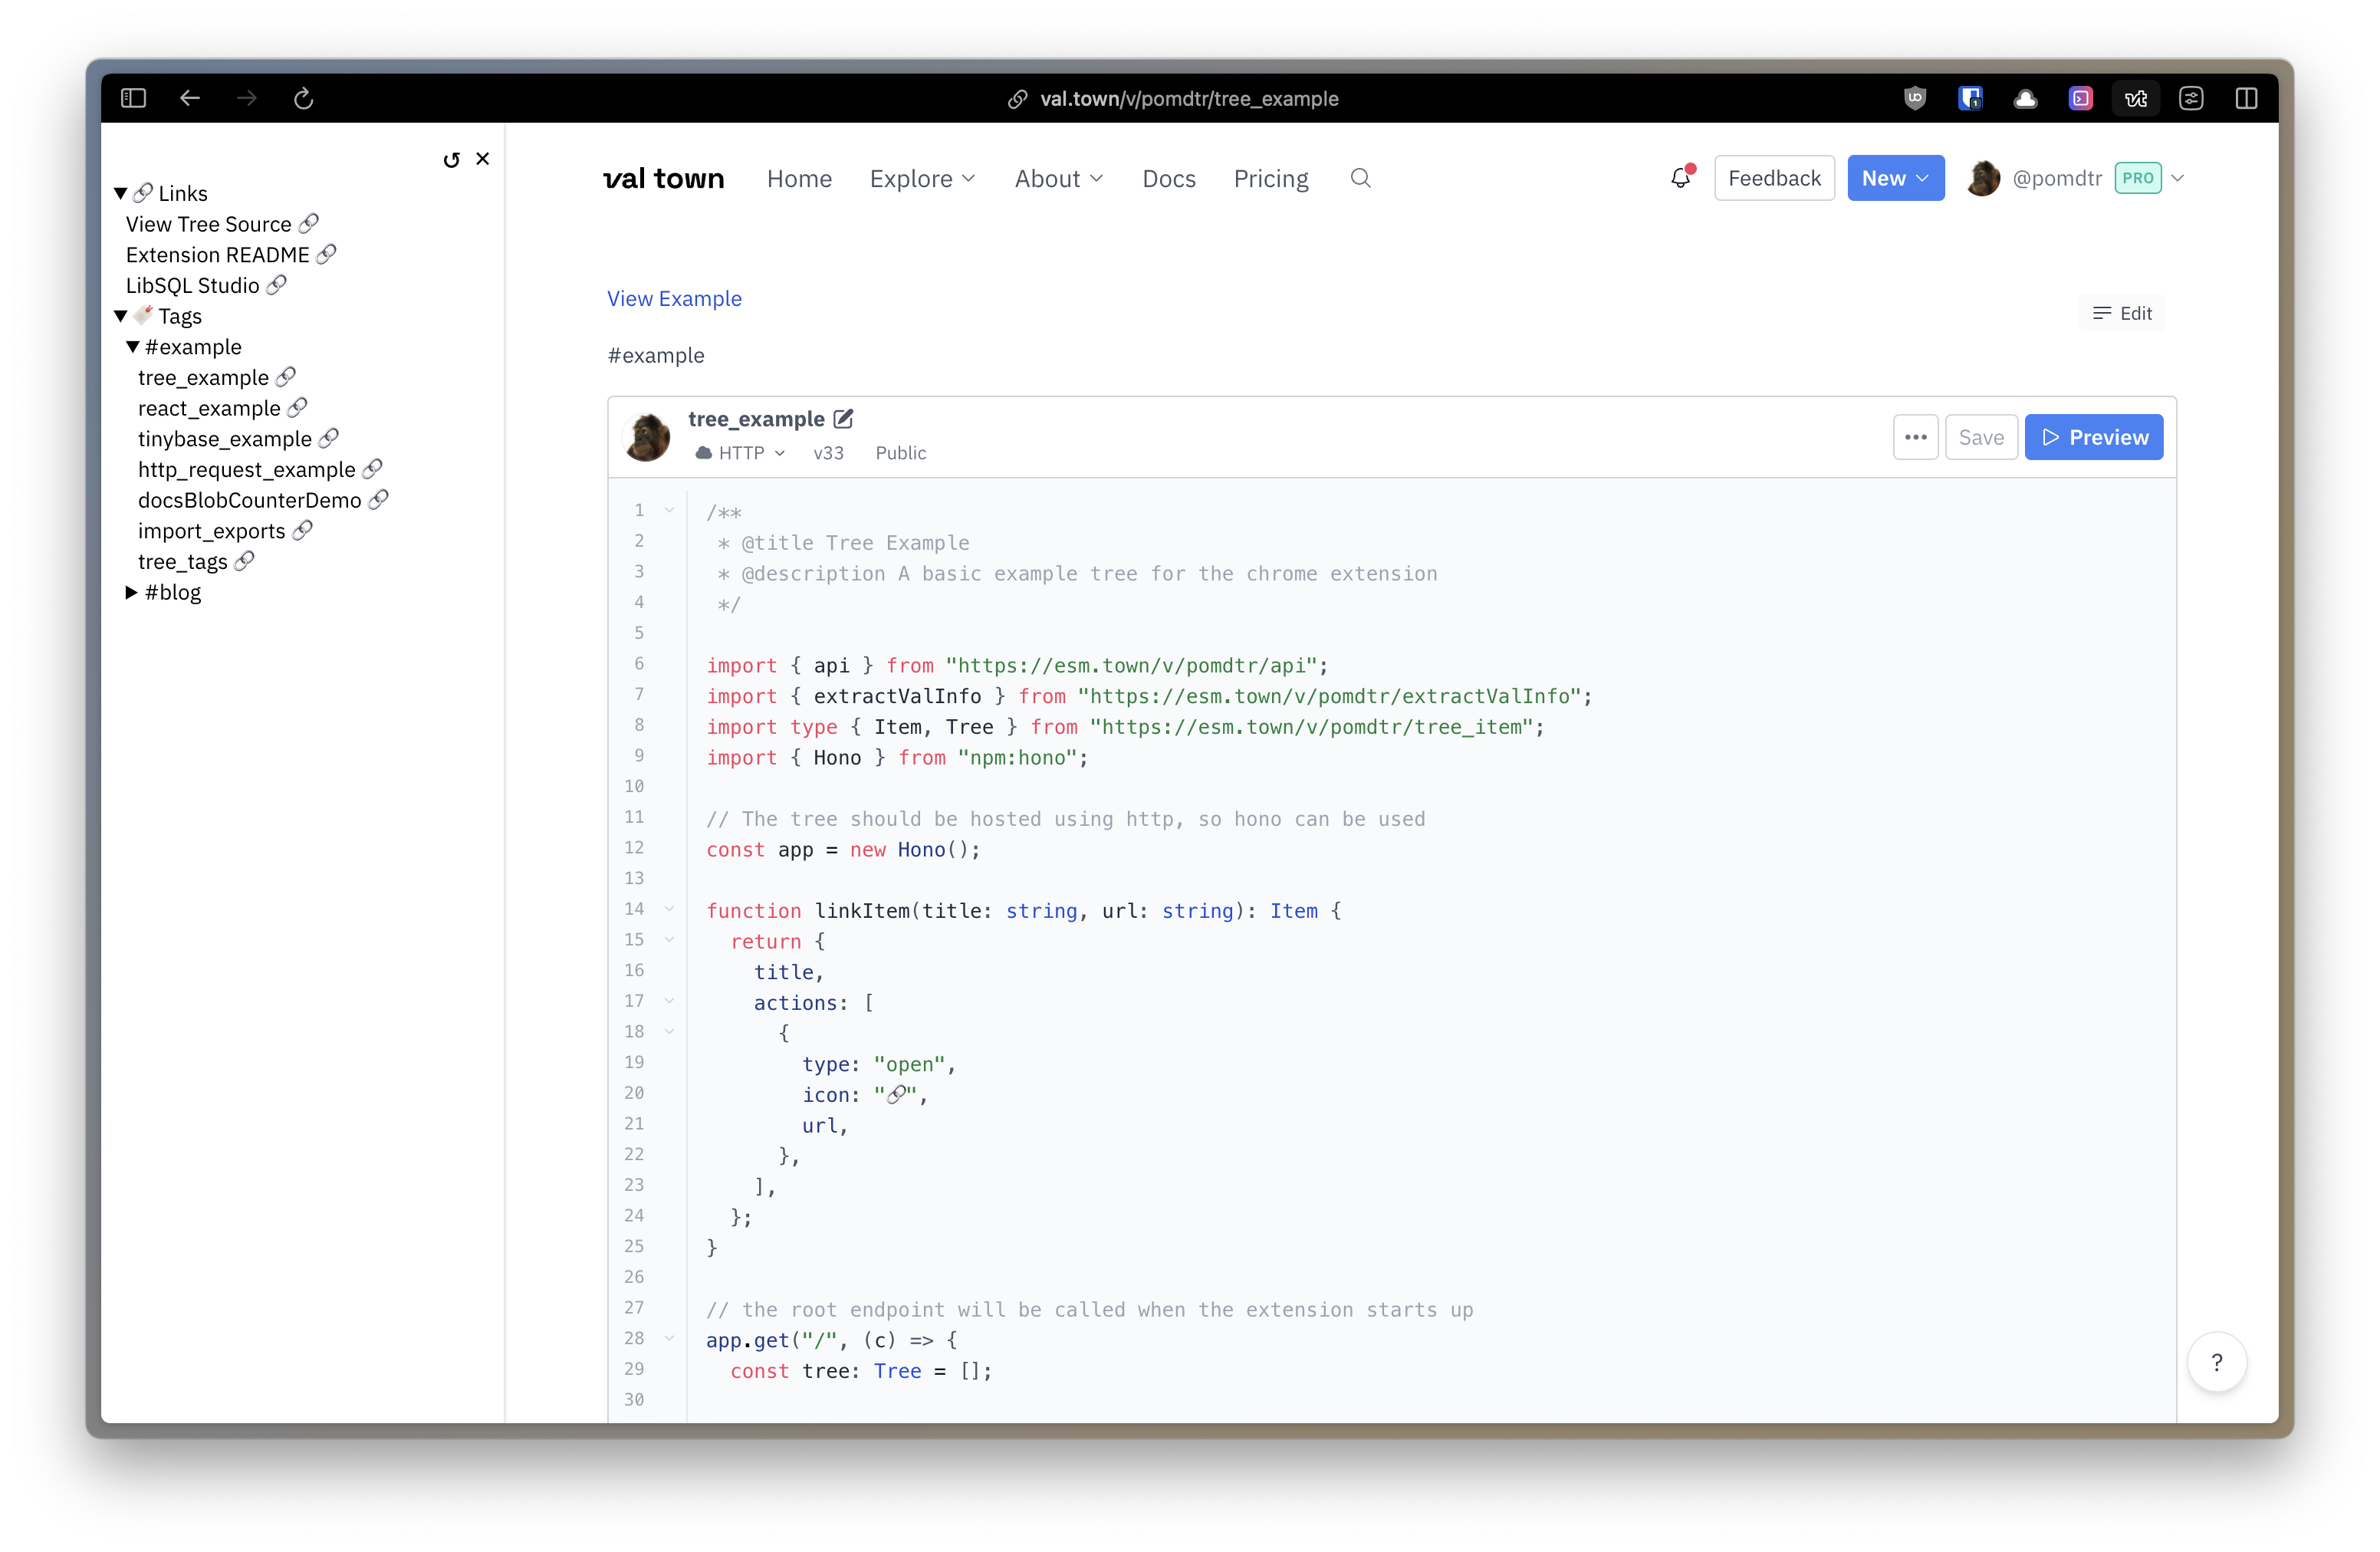 val.town/v/pomdtr/tree_example
↺ ✕
▼ 🔗 Links
View Tree Source 🔗
Extension README 🔗
LibSQL Studio 🔗
▼ 🏷️ Tags
▼ #example
tree_example 🔗
react_example 🔗
tinybase_example 🔗
http_request_example 🔗
docsBlobCounterDemo 🔗
import_exports 🔗
tree_tags 🔗
▶ #blog
val town Home Explore About Docs Pricing Feedback New @pomdtr PRO
View Example
Edit
#example
tree_example
HTTP v33 Public
••• Save Preview
1 /**
2  * @title Tree Example
3  * @description A basic example tree for the chrome extension
4  */
5
6 import { api } from "https://esm.town/v/pomdtr/api";
7 import { extractValInfo } from "https://esm.town/v/pomdtr/extractValInfo";
8 import type { Item, Tree } from "https://esm.town/v/pomdtr/tree_item";
9 import { Hono } from "npm:hono";
10
11 // The tree should be hosted using http, so hono can be used
12 const app = new Hono();
13
14 function linkItem(title: string, url: string): Item {
15   return {
16     title,
17     actions: [
18       {
19         type: "open",
20         icon: "🔗",
21         url,
22       },
23     ],
24   };
25 }
26
27 // the root endpoint will be called when the extension starts up
28 app.get("/", (c) => {
29   const tree: Tree = [];
30
?